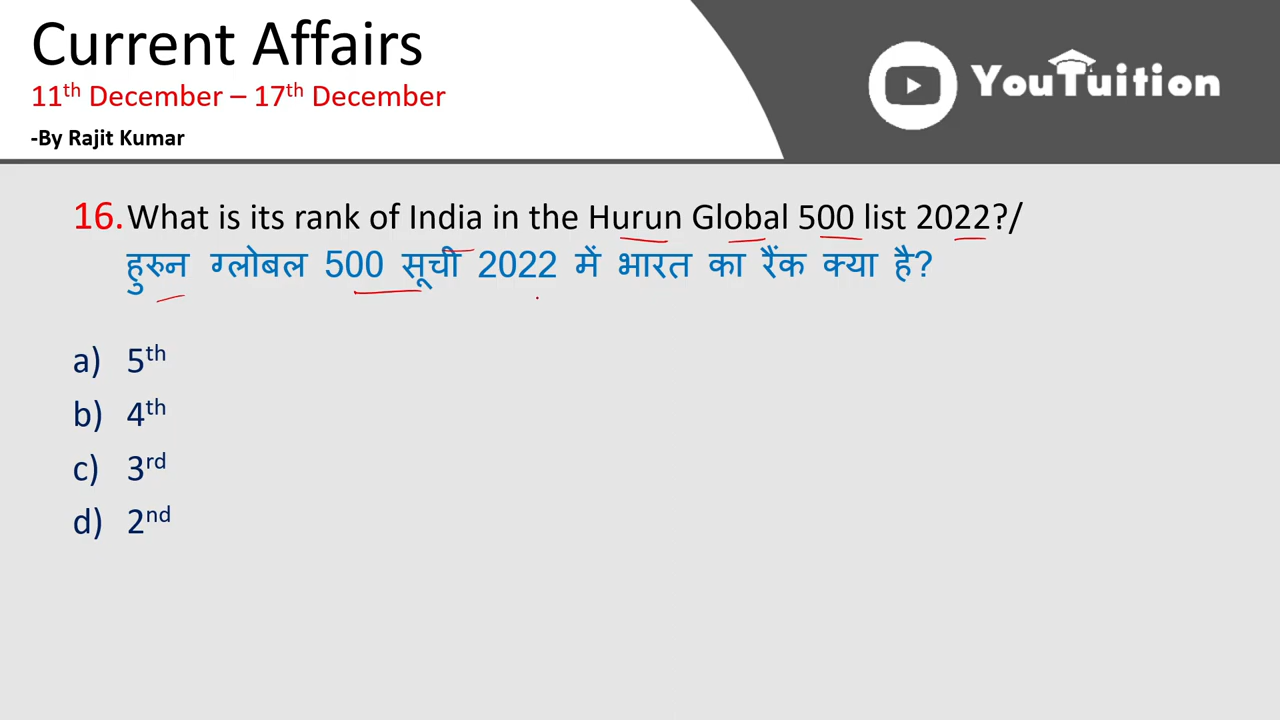 Current Affairs
11th December – 17th December
-By Rajit Kumar
YouTuition
16. What is its rank of India in the Hurun Global 500 list 2022?/
हुरुन ग्लोबल 500 सूची 2022 में भारत का रैंक क्या है?
a) 5th
b) 4th
c) 3rd
d) 2nd